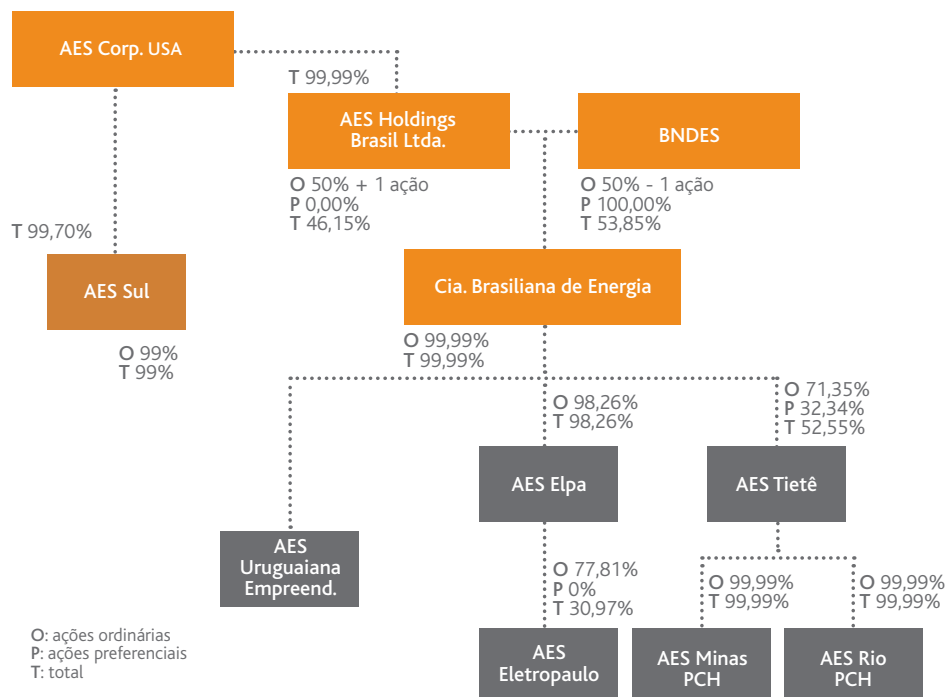 AES Corp. USA
T 99,99%
AES Holdings
Brasil Ltda.
BNDES
O 50% + 1 ação
P 0,00%
T 46,15%
O 50% - 1 ação
P 100,00%
T 53,85%
T 99,70%
AES Sul
O 99%
T 99%
Cia. Brasiliana de Energia
O 99,99%
T 99,99%
O 98,26%
T 98,26%
O 71,35%
P 32,34%
T 52,55%
AES Elpa
AES Tietê
AES
Uruguaiana
Empreend.
O 77,81%
P 0%
T 30,97%
O 99,99%
T 99,99%
O 99,99%
T 99,99%
AES
Eletropaulo
AES Minas
PCH
AES Rio
PCH
O: ações ordinárias
P: ações preferenciais
T: total